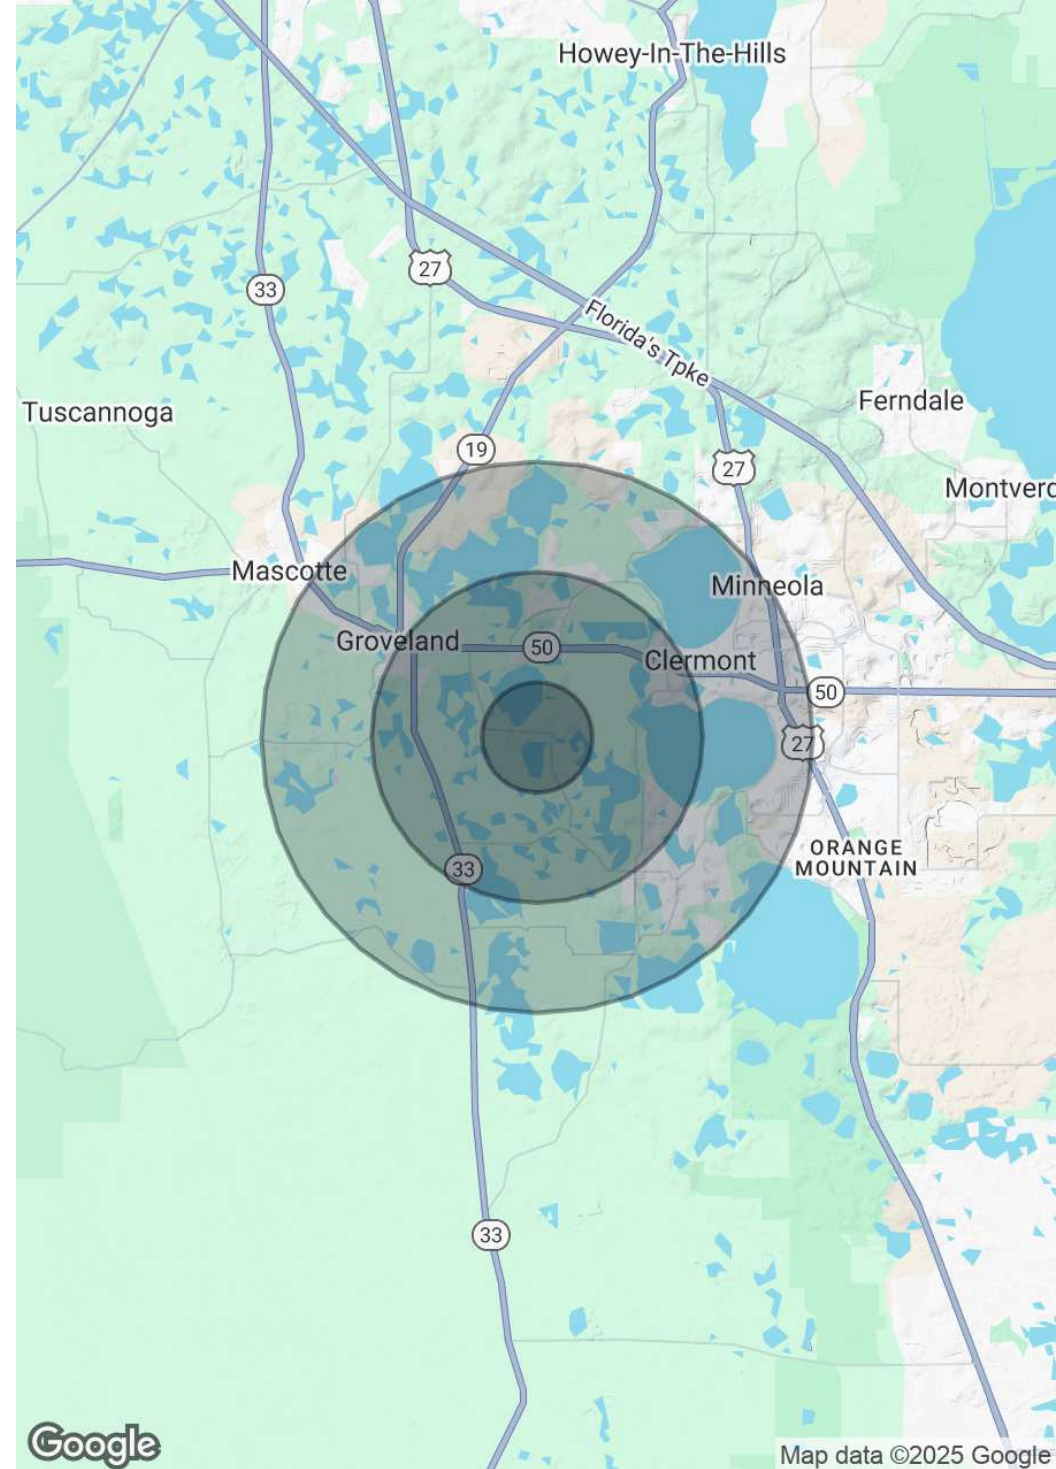 Howey-In-The-Hills
27
33
Florida's Tpke
Ferndale
Tuscannoga
19
27
Montverd
Mascotte
Minneola
Groveland
50
Clermont
50
27
ORANGE
MOUNTAIN
33
33
Google
Map data ©2025 Google